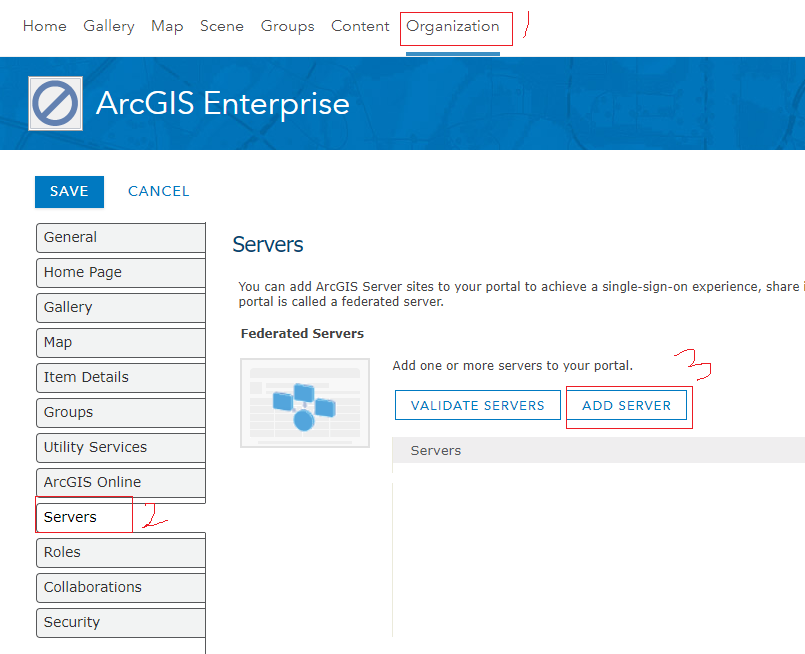 Home Gallery Map Scene Groups Content Organization 1
ArcGIS Enterprise
SAVE CANCEL
General
Home Page
Gallery
Map
Item Details
Groups
Utility Services
ArcGIS Online
Servers 2
Roles
Collaborations
Security
Servers
You can add ArcGIS Server sites to your portal to achieve a single-sign-on experience, share
portal is called a federated server.
Federated Servers
Add one or more servers to your portal.
3
VALIDATE SERVERS ADD SERVER
Servers